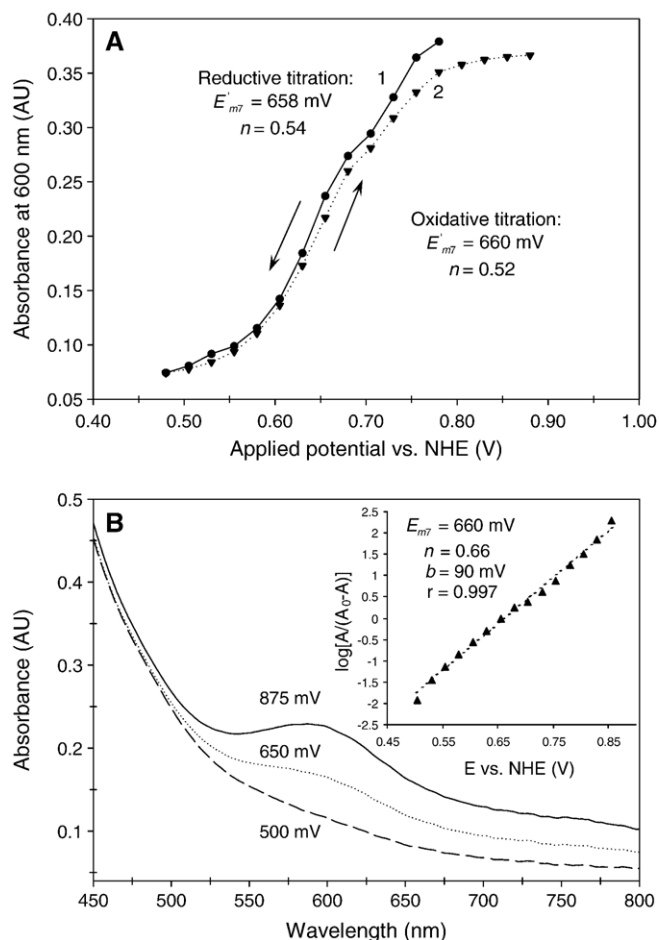 A
Reductive titration:
E'm7 = 658 mV
n = 0.54
1
2
Oxidative titration:
E'm7 = 660 mV
n = 0.52
Absorbance at 600 nm (AU)
0.40
0.35
0.30
0.25
0.20
0.15
0.10
0.05
0.40 0.50 0.60 0.70 0.80 0.90 1.00
Applied potential vs. NHE (V)
B
Absorbance (AU)
0.5
0.4
0.3
0.2
0.1
875 mV
650 mV
500 mV
450 500 550 600 650 700 750 800
Wavelength (nm)
Em7 = 660 mV
n = 0.66
b = 90 mV
r = 0.997
log[A/(A0-A)]
2.5
2
1.5
1
0.5
0
-0.5
-1
-1.5
-2
-2.5
0.45 0.55 0.65 0.75 0.85
E vs. NHE (V)